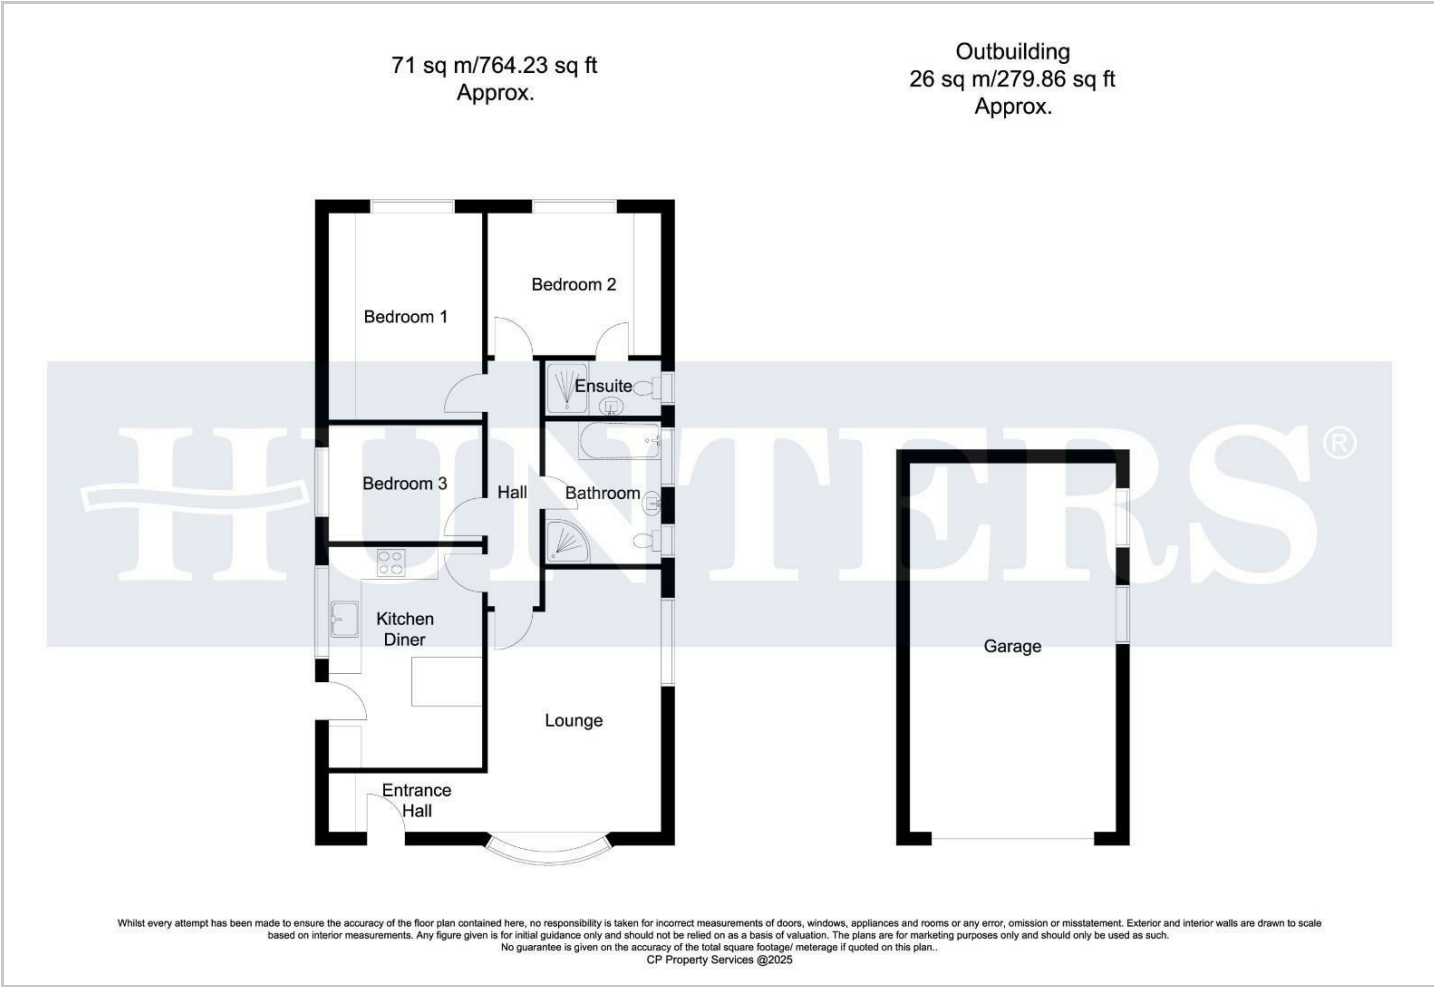 71 sq m/764.23 sq ft
Approx.
Outbuilding
26 sq m/279.86 sq ft
Approx.
Bedroom 2
Bedroom 1
Ensuite
HUNTERS®
Bedroom 3
Hall
Bathroom
Kitchen
Diner
Garage
Lounge
Entrance
Hall
Whilst every attempt has been made to ensure the accuracy of the floor plan contained here, no responsibility is taken for incorrect measurements of doors, windows, appliances and rooms or any error, omission or misstatement. Exterior and interior walls are drawn to scale
based on interior measurements. Any figure given is for initial guidance only and should not be relied on as a basis of valuation. The plans are for marketing purposes only and should only be used as such.
No guarantee is given on the accuracy of the total square footage/ meterage if quoted on this plan..
CP Property Services @2025